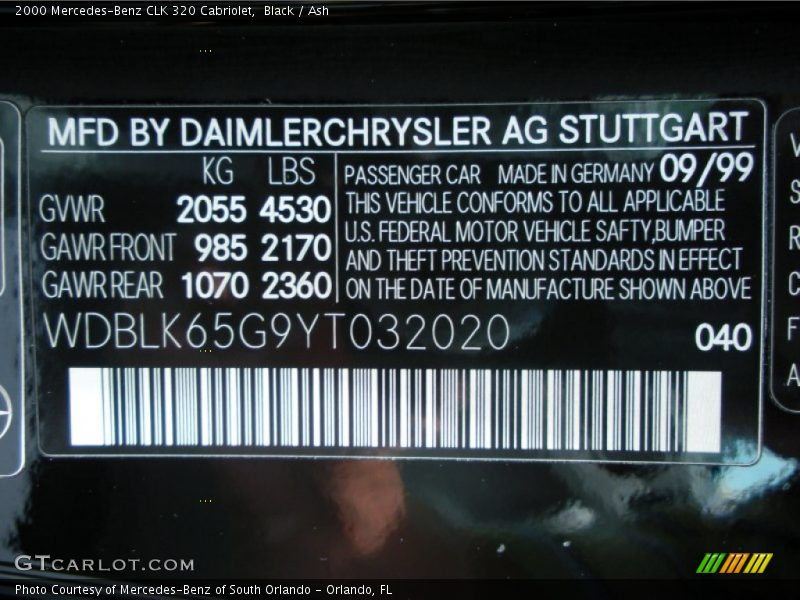 2000 Mercedes-Benz CLK 320 Cabriolet, Black / Ash
MFD BY DAIMLERCHRYSLER AG STUTTGART
KG LBS
GVWR 2055 4530
GAWR FRONT 985 2170
GAWR REAR 1070 2360
PASSENGER CAR MADE IN GERMANY 09/99
THIS VEHICLE CONFORMS TO ALL APPLICABLE
U.S. FEDERAL MOTOR VEHICLE SAFTY,BUMPER
AND THEFT PREVENTION STANDARDS IN EFFECT
ON THE DATE OF MANUFACTURE SHOWN ABOVE
WDBLK65G9YT032020 040
GTCARLOT.COM
Photo Courtesy of Mercedes-Benz of South Orlando - Orlando, FL